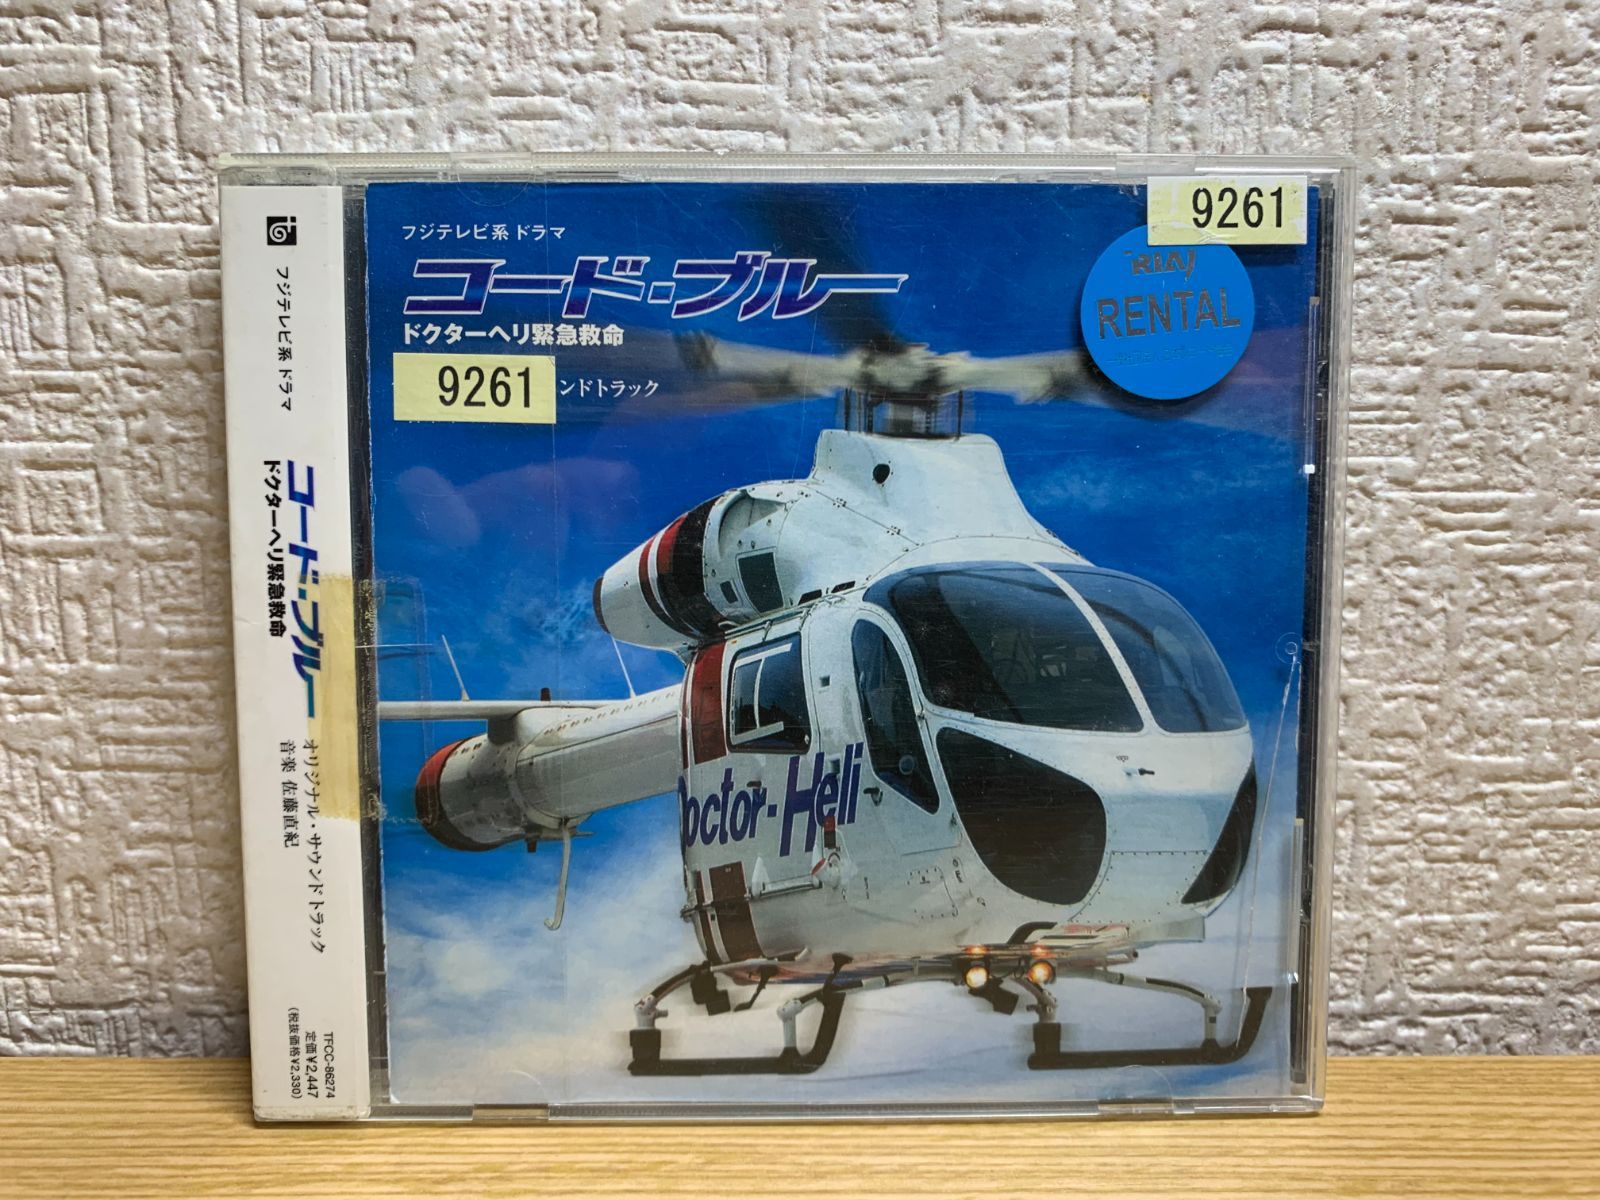 フジテレビ系ドラマ
コード・ブルー
ドクターヘリ緊急救命
オリジナル・サウンドトラック
音楽 佐藤直紀
TFCC-86274
定価¥2,447
(税抜価格¥2,330)
フジテレビ系ドラマ
コード・ブルー
ドクターヘリ緊急救命
9261
ンドトラック
9261
RIAJ
RENTAL
Doctor-Heli